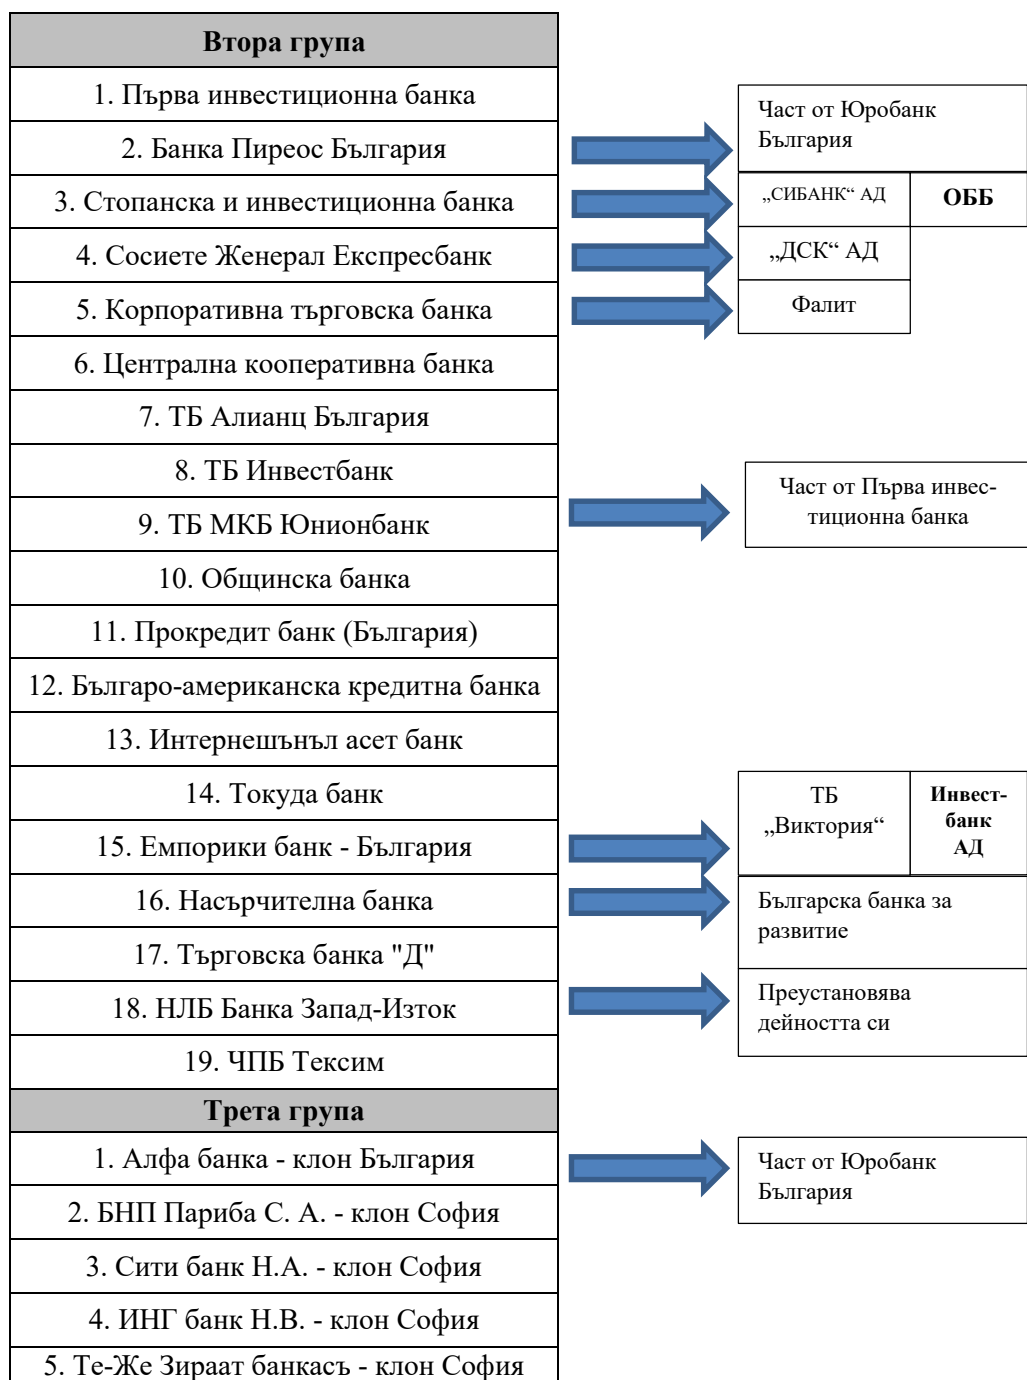 Втора група
1. Първа инвестиционна банка
2. Банка Пиреос България
Част от Юробанк
България
3. Стопанска и инвестиционна банка
„СИБАНК“ АД
ОББ
4. Сосиете Женерал Експресбанк
„ДСК“ АД
5. Корпоративна търговска банка
Фалит
6. Централна кооперативна банка
7. ТБ Алианц България
8. ТБ Инвестбанк
9. ТБ МКБ Юнионбанк
Част от Първа инвес-
тиционна банка
10. Общинска банка
11. Прокредит банк (България)
12. Българо-американска кредитна банка
13. Интернешънъл асет банк
14. Токуда банк
15. Емпорики банк - България
ТБ
„Виктория“
Инвест-
банк
АД
16. Насърчителна банка
Българска банка за
развитие
17. Търговска банка "Д"
18. НЛБ Банка Запад-Изток
Преустановява
дейността си
19. ЧПБ Тексим
Трета група
1. Алфа банка - клон България
Част от Юробанк
България
2. БНП Париба С. А. - клон София
3. Сити банк Н.А. - клон София
4. ИНГ банк Н.В. - клон София
5. Те-Же Зираат банкасъ - клон София